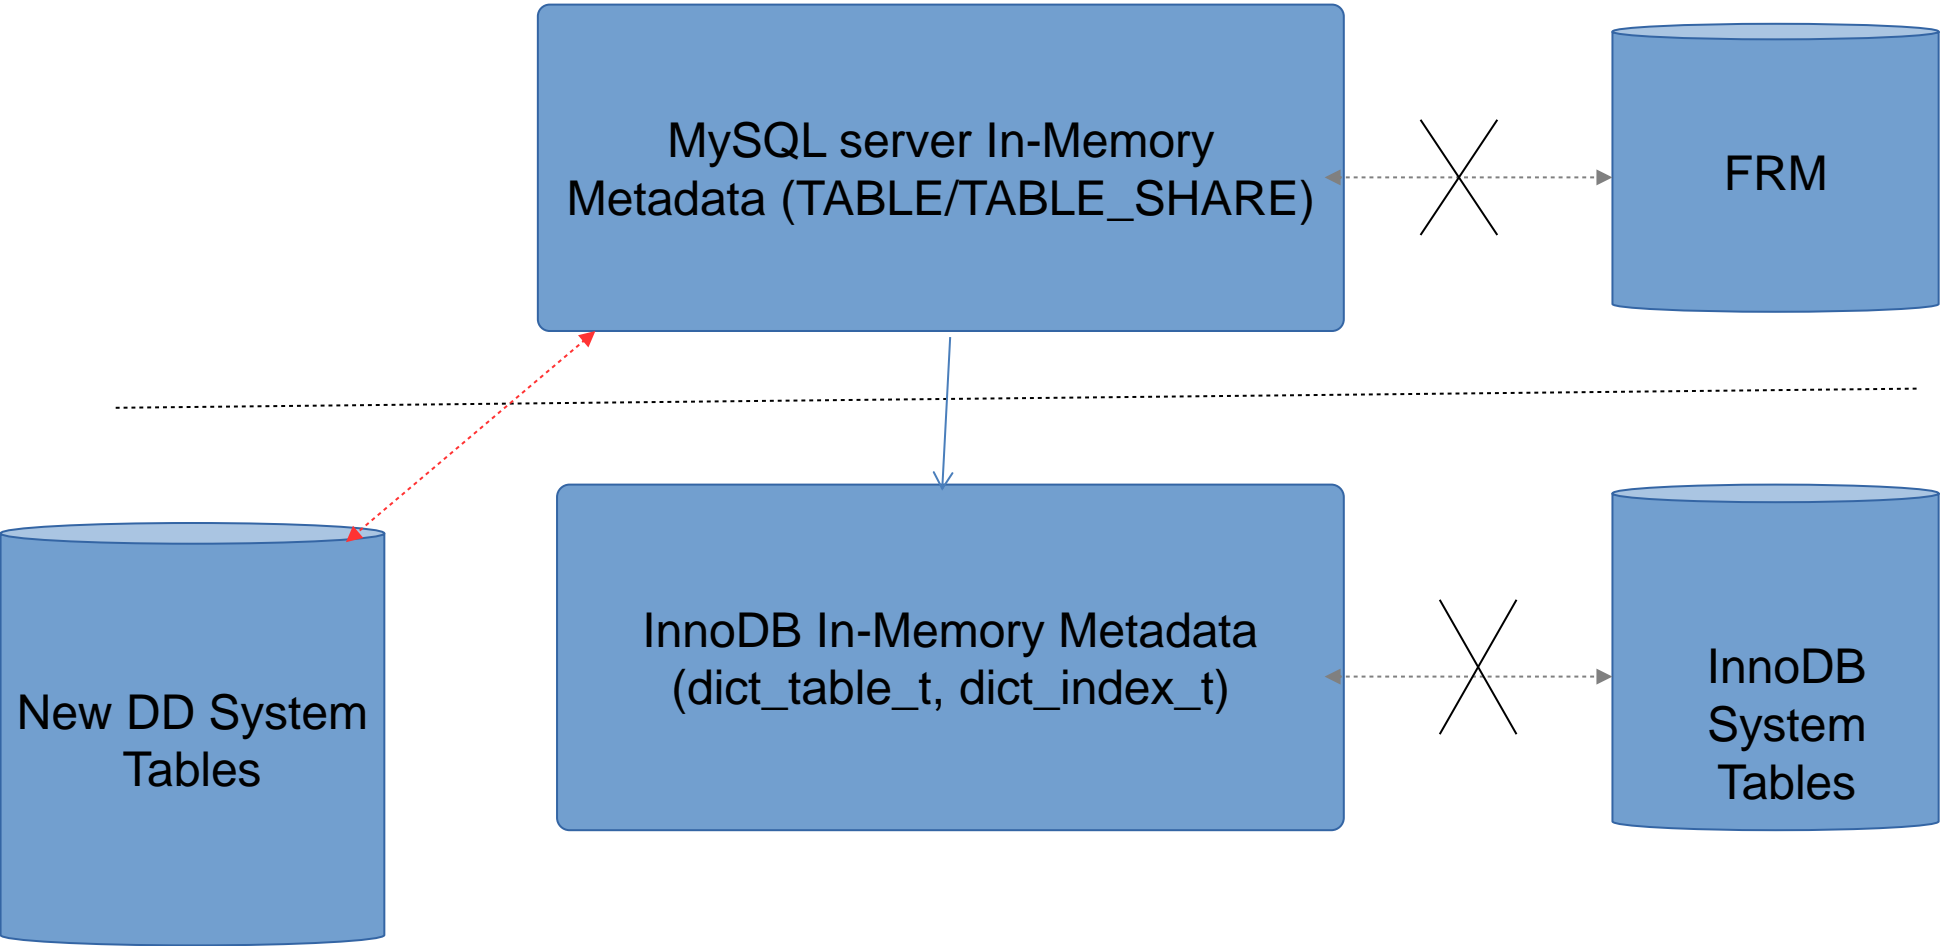 MySQL server In-Memory
Metadata (TABLE/TABLE_SHARE)
FRM
New DD System
Tables
InnoDB In-Memory Metadata
(dict_table_t, dict_index_t)
InnoDB
System
Tables